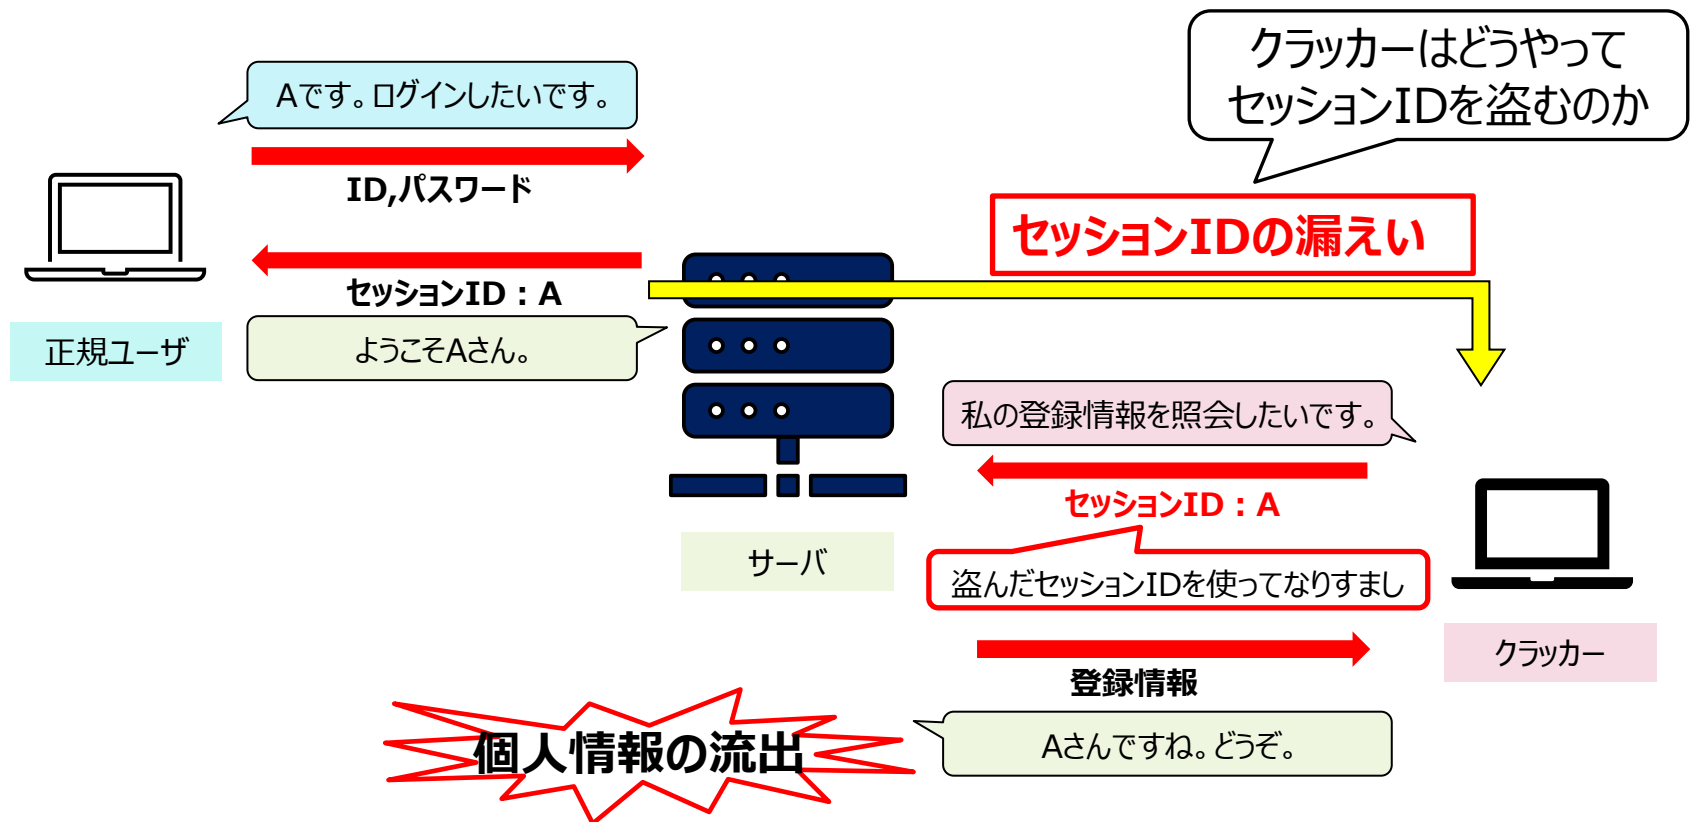 クラッカーはどうやって
セッションIDを盗むのか
Aです。ログインしたいです。
ID,パスワード
セッションIDの漏えい
セッションID：A
正規ユーザ
ようこそAさん。
私の登録情報を照会したいです。
セッションID：A
サーバ
盗んだセッションIDを使ってなりすまし
クラッカー
登録情報
個人情報の流出
Aさんですね。どうぞ。